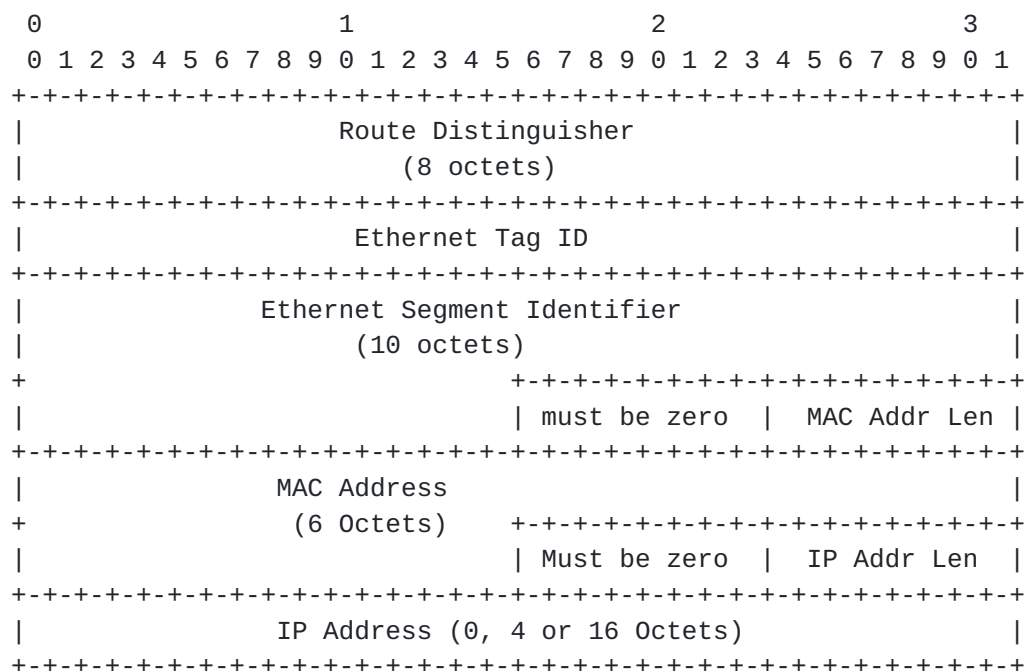 0                   1                   2                   3
 0 1 2 3 4 5 6 7 8 9 0 1 2 3 4 5 6 7 8 9 0 1 2 3 4 5 6 7 8 9 0 1
+-+-+-+-+-+-+-+-+-+-+-+-+-+-+-+-+-+-+-+-+-+-+-+-+-+-+-+-+-+-+-+-+
|                    Route Distinguisher                        |
|                        (8 octets)                             |
+-+-+-+-+-+-+-+-+-+-+-+-+-+-+-+-+-+-+-+-+-+-+-+-+-+-+-+-+-+-+-+-+
|                     Ethernet Tag ID                           |
+-+-+-+-+-+-+-+-+-+-+-+-+-+-+-+-+-+-+-+-+-+-+-+-+-+-+-+-+-+-+-+-+
|               Ethernet Segment Identifier                     |
|                     (10 octets)                               |
+                               +-+-+-+-+-+-+-+-+-+-+-+-+-+-+-+-+
|                               | must be zero  |  MAC Addr Len |
+-+-+-+-+-+-+-+-+-+-+-+-+-+-+-+-+-+-+-+-+-+-+-+-+-+-+-+-+-+-+-+-+
|                MAC Address                                    |
+                 (6 Octets)    +-+-+-+-+-+-+-+-+-+-+-+-+-+-+-+-+
|                               | Must be zero  |  IP Addr Len  |
+-+-+-+-+-+-+-+-+-+-+-+-+-+-+-+-+-+-+-+-+-+-+-+-+-+-+-+-+-+-+-+-+
|                IP Address (0, 4 or 16 Octets)                 |
+-+-+-+-+-+-+-+-+-+-+-+-+-+-+-+-+-+-+-+-+-+-+-+-+-+-+-+-+-+-+-+-+